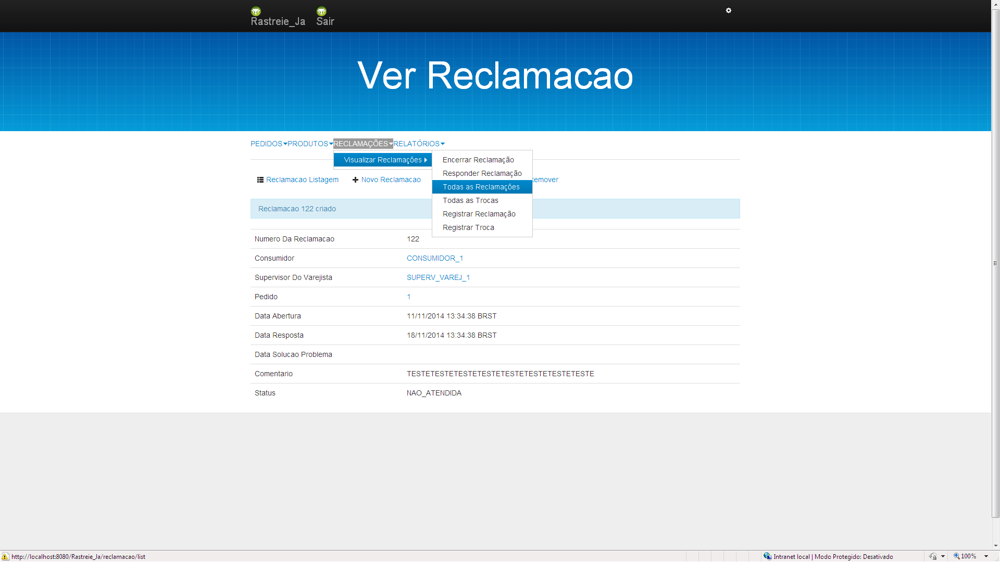 Rastreie_Ja Sair
Ver Reclamacao
PEDIDOS PRODUTOS RECLAMAÇÕES RELATÓRIOS
Visualizar Reclamações
Encerrar Reclamação
Responder Reclamação
Todas as Reclamações
Todas as Trocas
Registrar Reclamação
Registrar Troca
Reclamacao Listagem Novo Reclamacao
Reclamacao 122 criado
Numero Da Reclamacao 122
Consumidor CONSUMIDOR_1
Supervisor Do Varejista SUPERV_VAREJ_1
Pedido 1
Data Abertura 11/11/2014 13:34:38 BRST
Data Resposta 18/11/2014 13:34:38 BRST
Data Solucao Problema
Comentario TESTETESTETESTETESTETESTETESTETESTETESTE
Status NAO_ATENDIDA
http://localhost:8080/Rastreie_Ja/reclamacao/list Intranet local | Modo Protegido: Desativado 100%